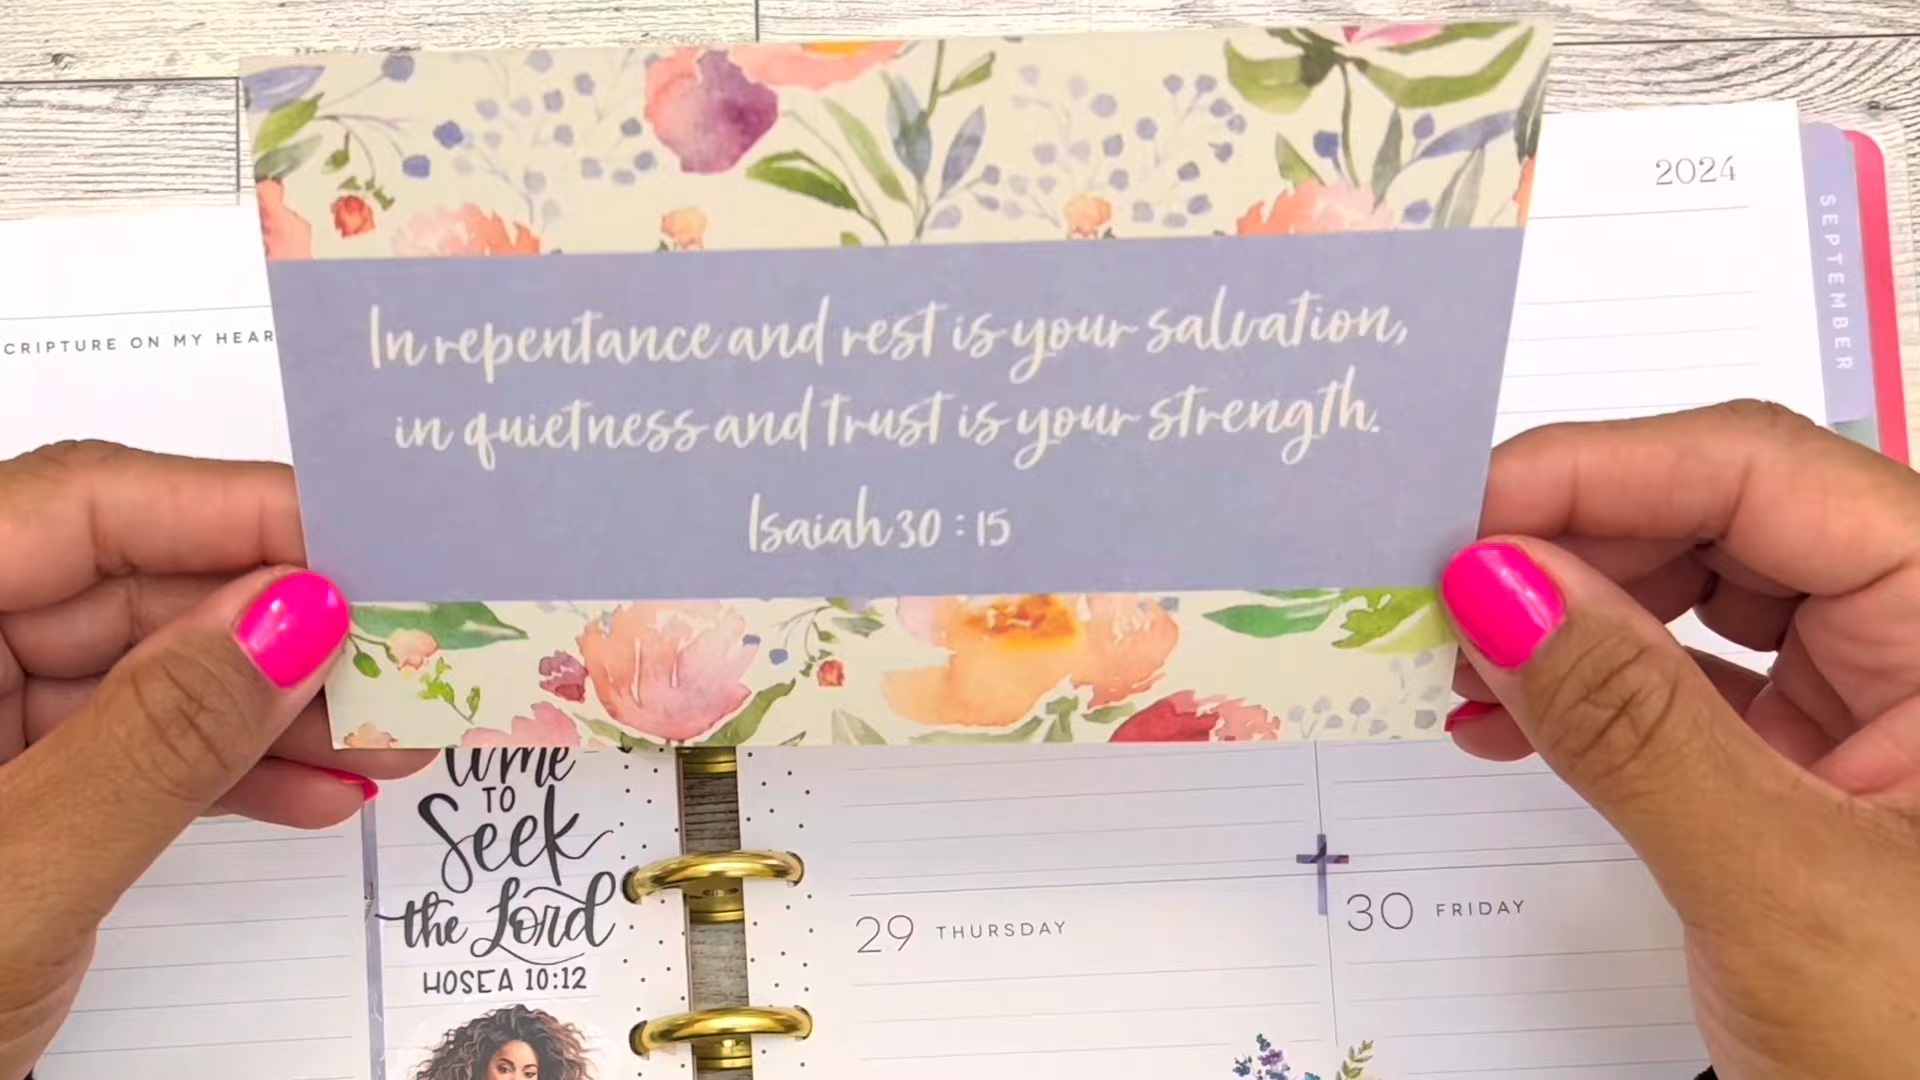 2024
SEPTEMBER
CRIPTURE ON MY HEAR
In repentance and rest is your salvation,
in quietness and trust is your strength.
Isaiah 30:15
time
TO
Seek
the Lord
HOSEA 10:12
29 THURSDAY
30 FRIDAY